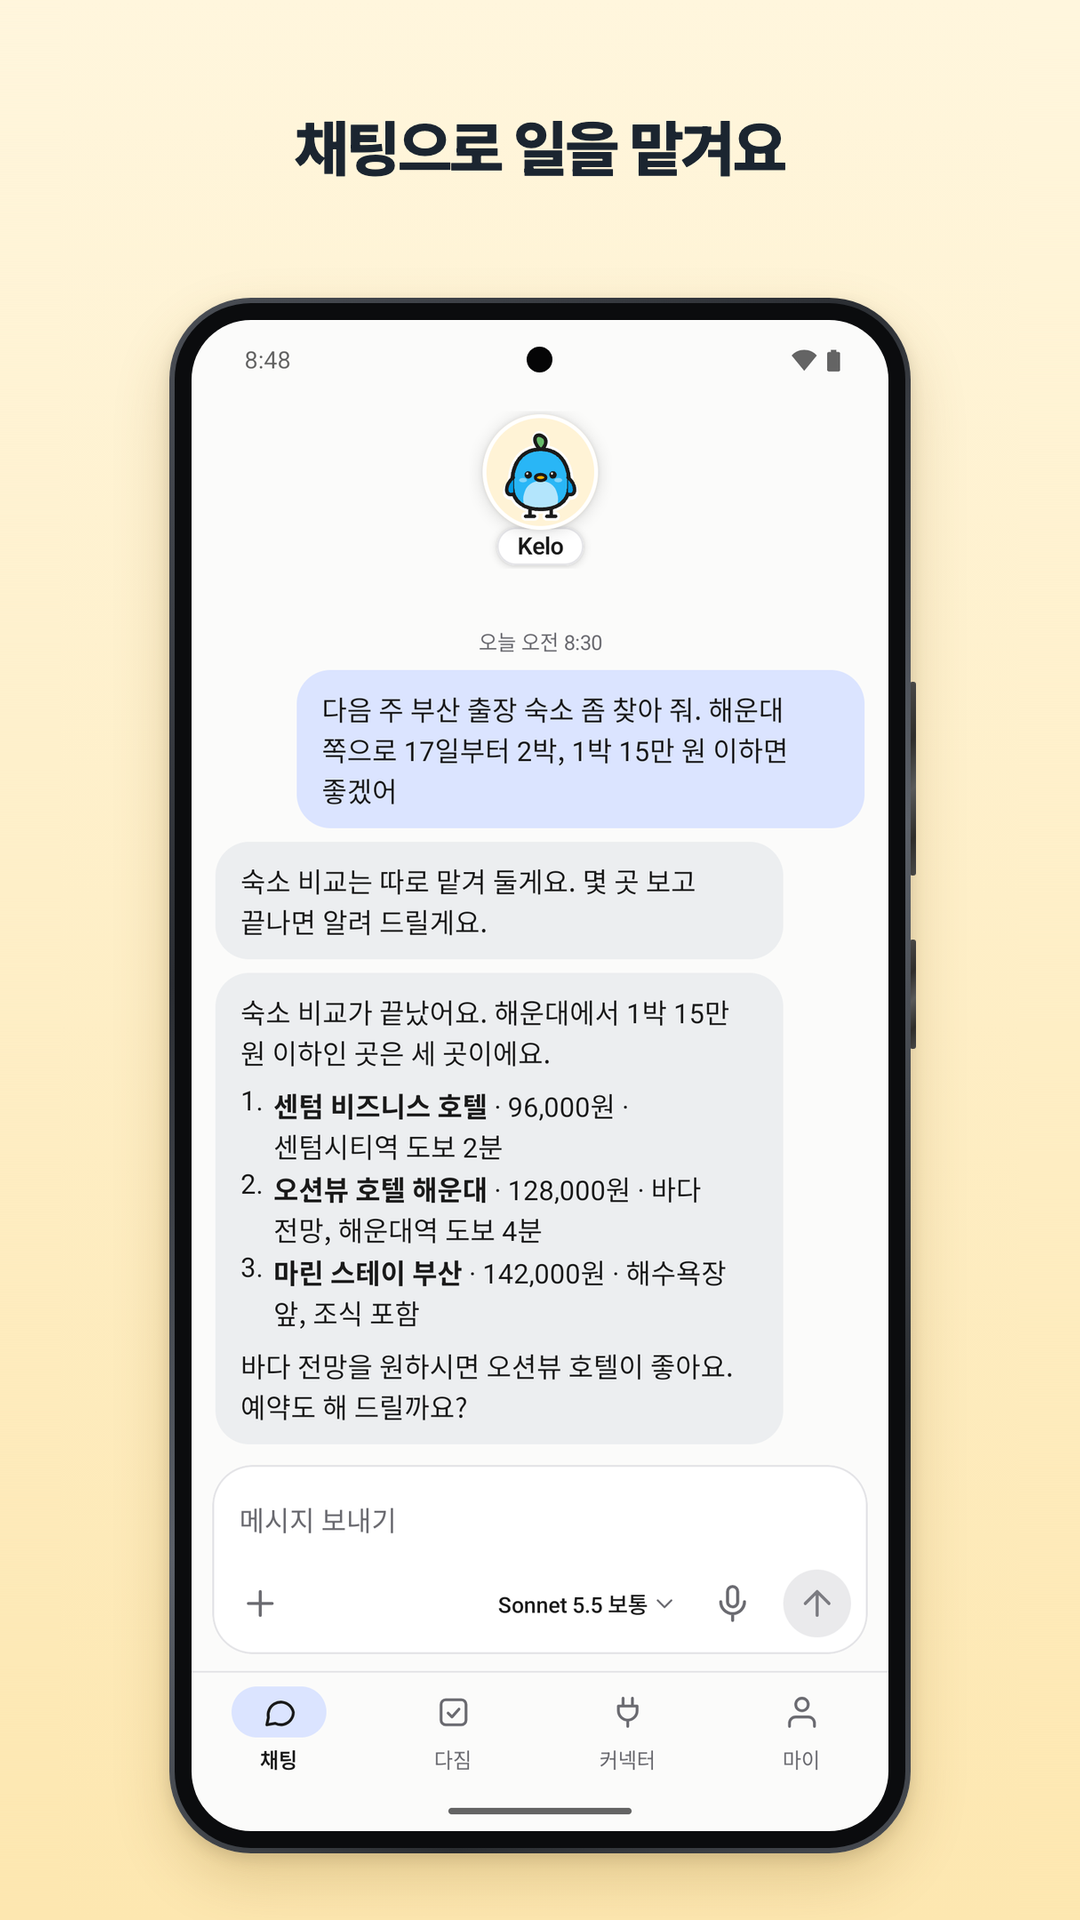 채팅으로 일을 맡겨요
8:48
Kelo
오늘 오전 8:30
다음 주 부산 출장 숙소 좀 찾아 줘. 해운대
쪽으로 17일부터 2박, 1박 15만 원 이하면
좋겠어
숙소 비교는 따로 맡겨 둘게요. 몇 곳 보고
끝나면 알려 드릴게요.
숙소 비교가 끝났어요. 해운대에서 1박 15만
원 이하인 곳은 세 곳이에요.
1. 센텀 비즈니스 호텔 · 96,000원 ·
센텀시티역 도보 2분
2. 오션뷰 호텔 해운대 · 128,000원 · 바다
전망, 해운대역 도보 4분
3. 마린 스테이 부산 · 142,000원 · 해수욕장
앞, 조식 포함
바다 전망을 원하시면 오션뷰 호텔이 좋아요.
예약도 해 드릴까요?
메시지 보내기
Sonnet 5.5 보통
채팅
다짐
커넥터
마이